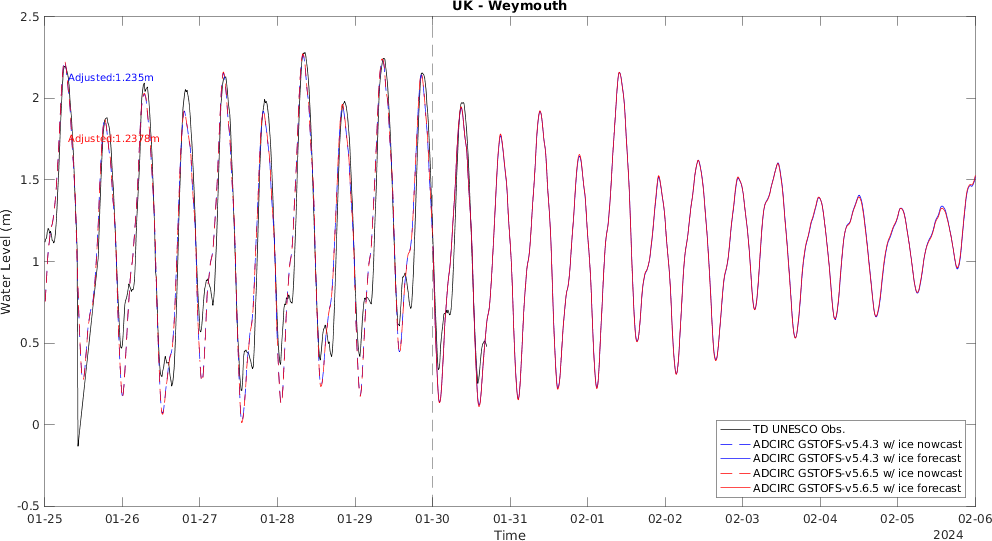 UK - Weymouth
2.5
2
1.5
1
0.5
0
-0.5
Water Level (m)
Adjusted:1.235m
Adjusted:1.2378m
TD UNESCO Obs.
ADCIRC GSTOFS-v5.4.3 w/ ice nowcast
ADCIRC GSTOFS-v5.4.3 w/ ice forecast
ADCIRC GSTOFS-v5.6.5 w/ ice nowcast
ADCIRC GSTOFS-v5.6.5 w/ ice forecast
01-25 01-26 01-27 01-28 01-29 01-30 01-31 02-01 02-02 02-03 02-04 02-05 02-06
Time
2024